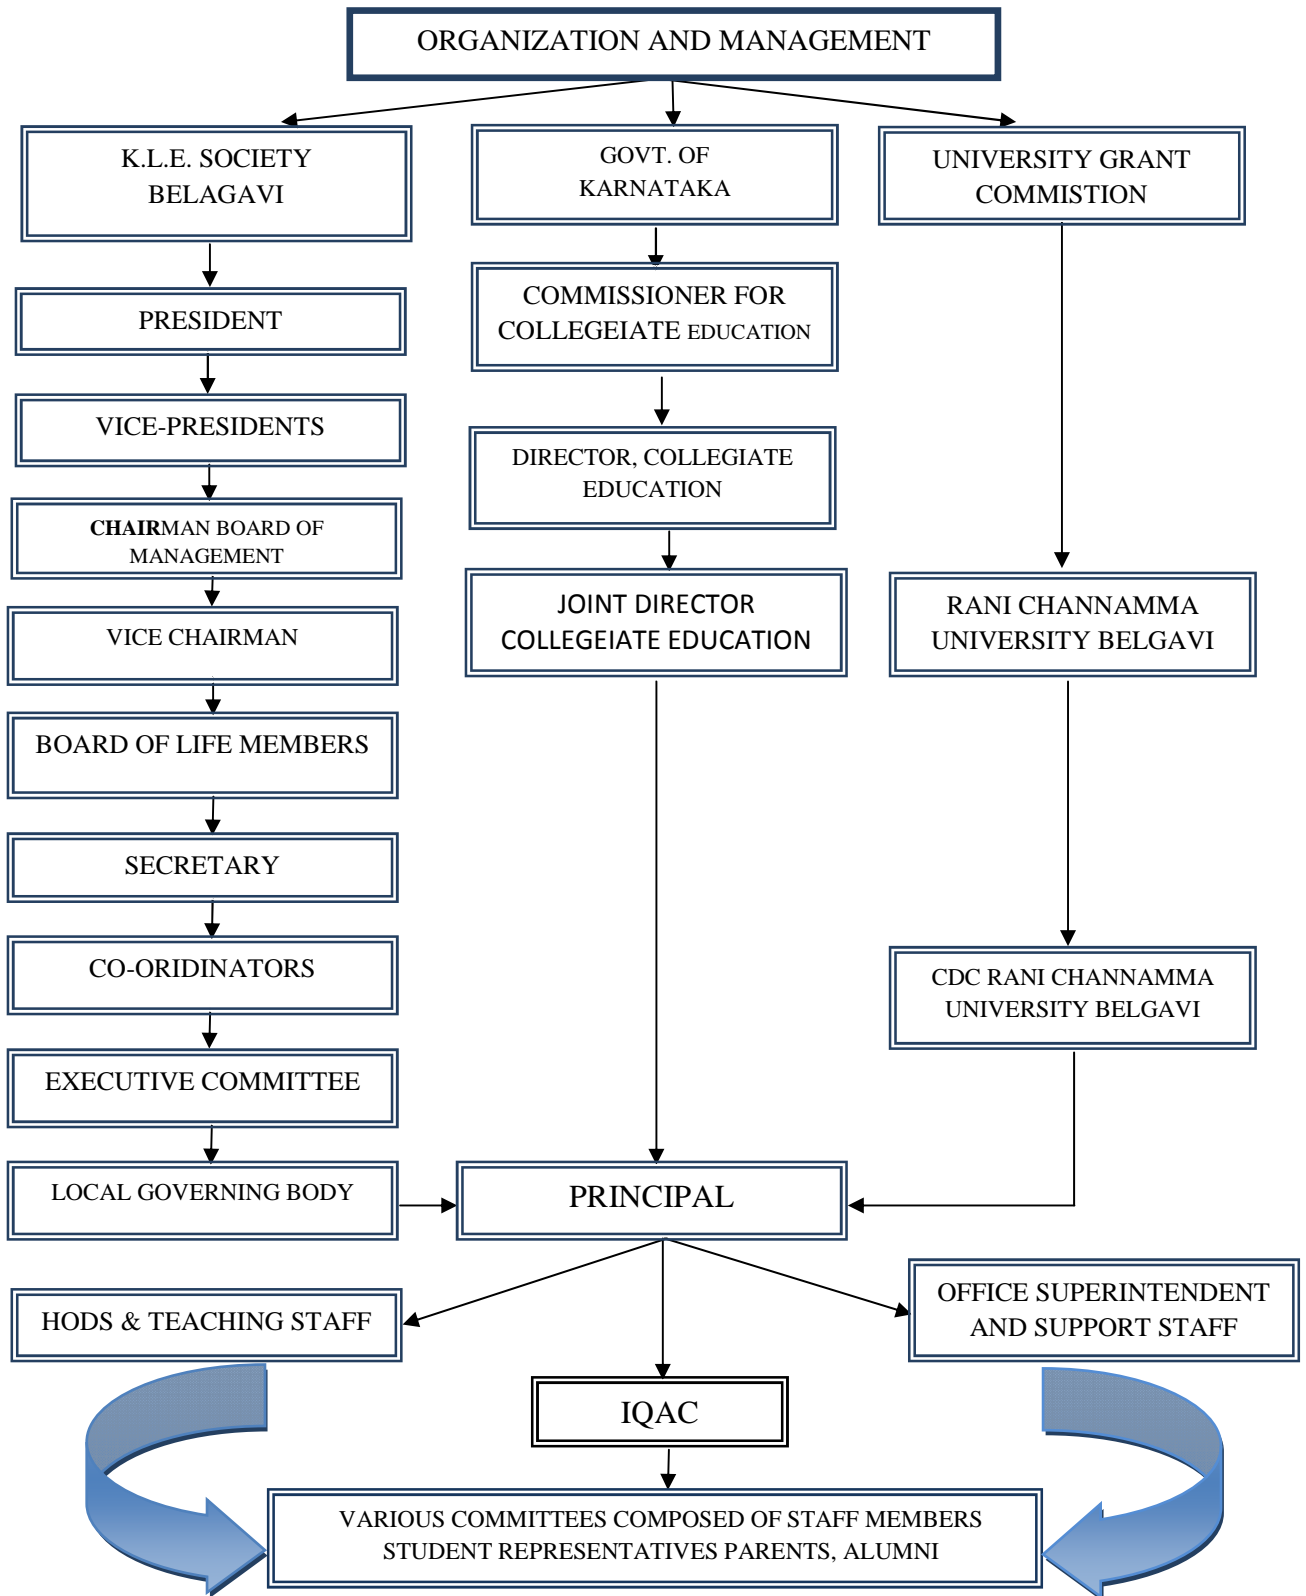 ORGANIZATION AND MANAGEMENT
K.L.E. SOCIETY
BELAGAVI
GOVT. OF
KARNATAKA
UNIVERSITY GRANT
COMMISTION
PRESIDENT
COMMISSIONER FOR
COLLEGEIATE EDUCATION
VICE-PRESIDENTS
DIRECTOR, COLLEGIATE
EDUCATION
CHAIRMAN BOARD OF
MANAGEMENT
JOINT DIRECTOR
COLLEGEIATE EDUCATION
RANI CHANNAMMA
UNIVERSITY BELGAVI
VICE CHAIRMAN
BOARD OF LIFE MEMBERS
SECRETARY
CO-ORIDINATORS
CDC RANI CHANNAMMA
UNIVERSITY BELGAVI
EXECUTIVE COMMITTEE
LOCAL GOVERNING BODY
PRINCIPAL
HODS & TEACHING STAFF
OFFICE SUPERINTENDENT
AND SUPPORT STAFF
IQAC
VARIOUS COMMITTEES COMPOSED OF STAFF MEMBERS
STUDENT REPRESENTATIVES PARENTS, ALUMNI